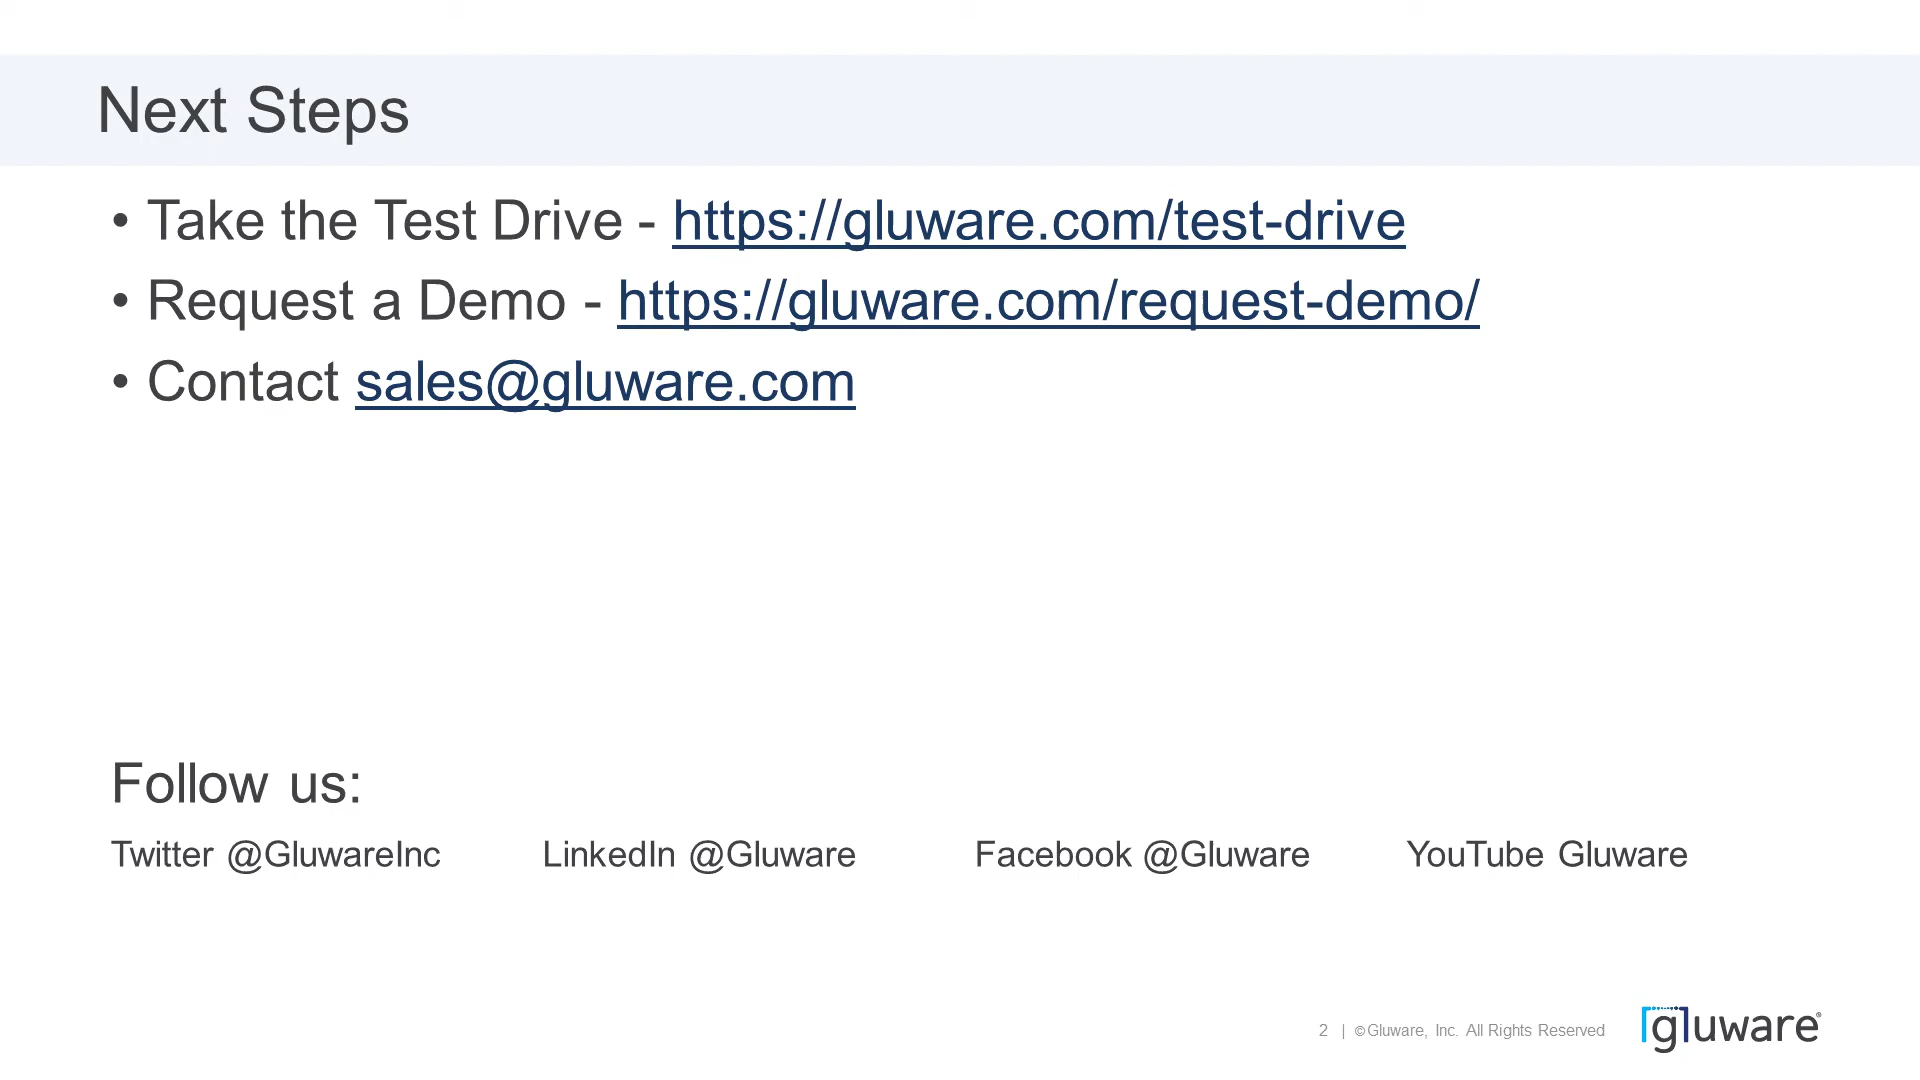 Next Steps
• Take the Test Drive - https://gluware.com/test-drive
• Request a Demo - https://gluware.com/request-demo/
• Contact sales@gluware.com
Follow us:
Twitter @GluwareInc LinkedIn @Gluware Facebook @Gluware YouTube Gluware
2 | ©Gluware, Inc. All Rights Reserved gluware®